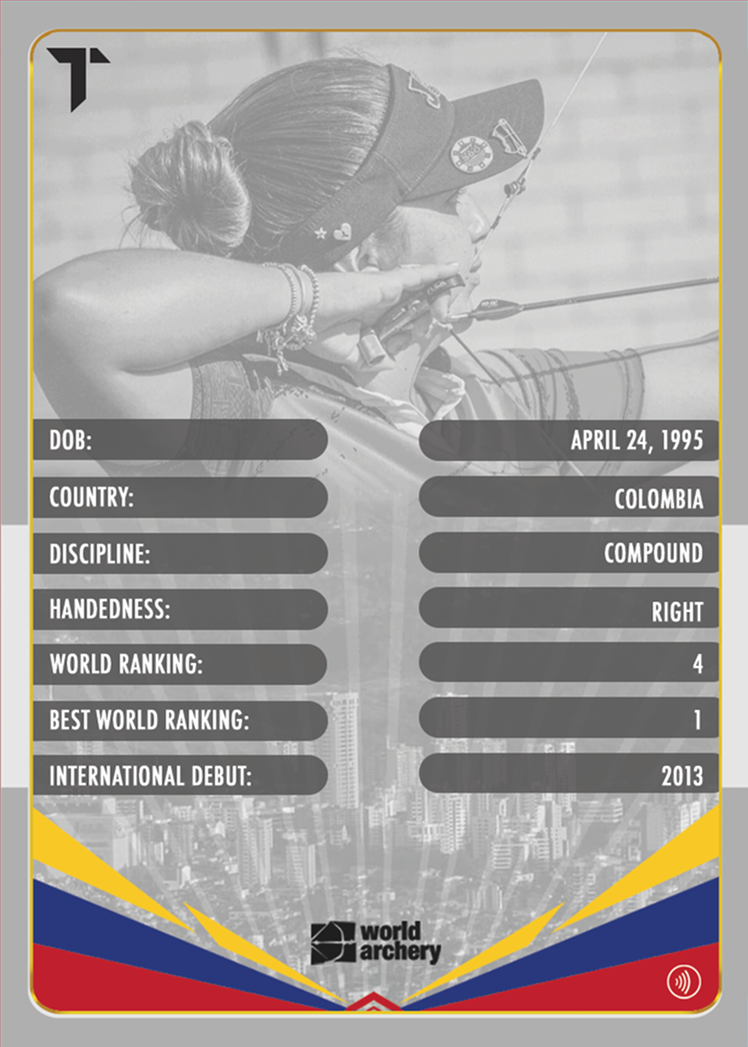 DOB: APRIL 24, 1995
COUNTRY: COLOMBIA
DISCIPLINE: COMPOUND
HANDEDNESS: RIGHT
WORLD RANKING: 4
BEST WORLD RANKING: 1
INTERNATIONAL DEBUT: 2013
world
archery